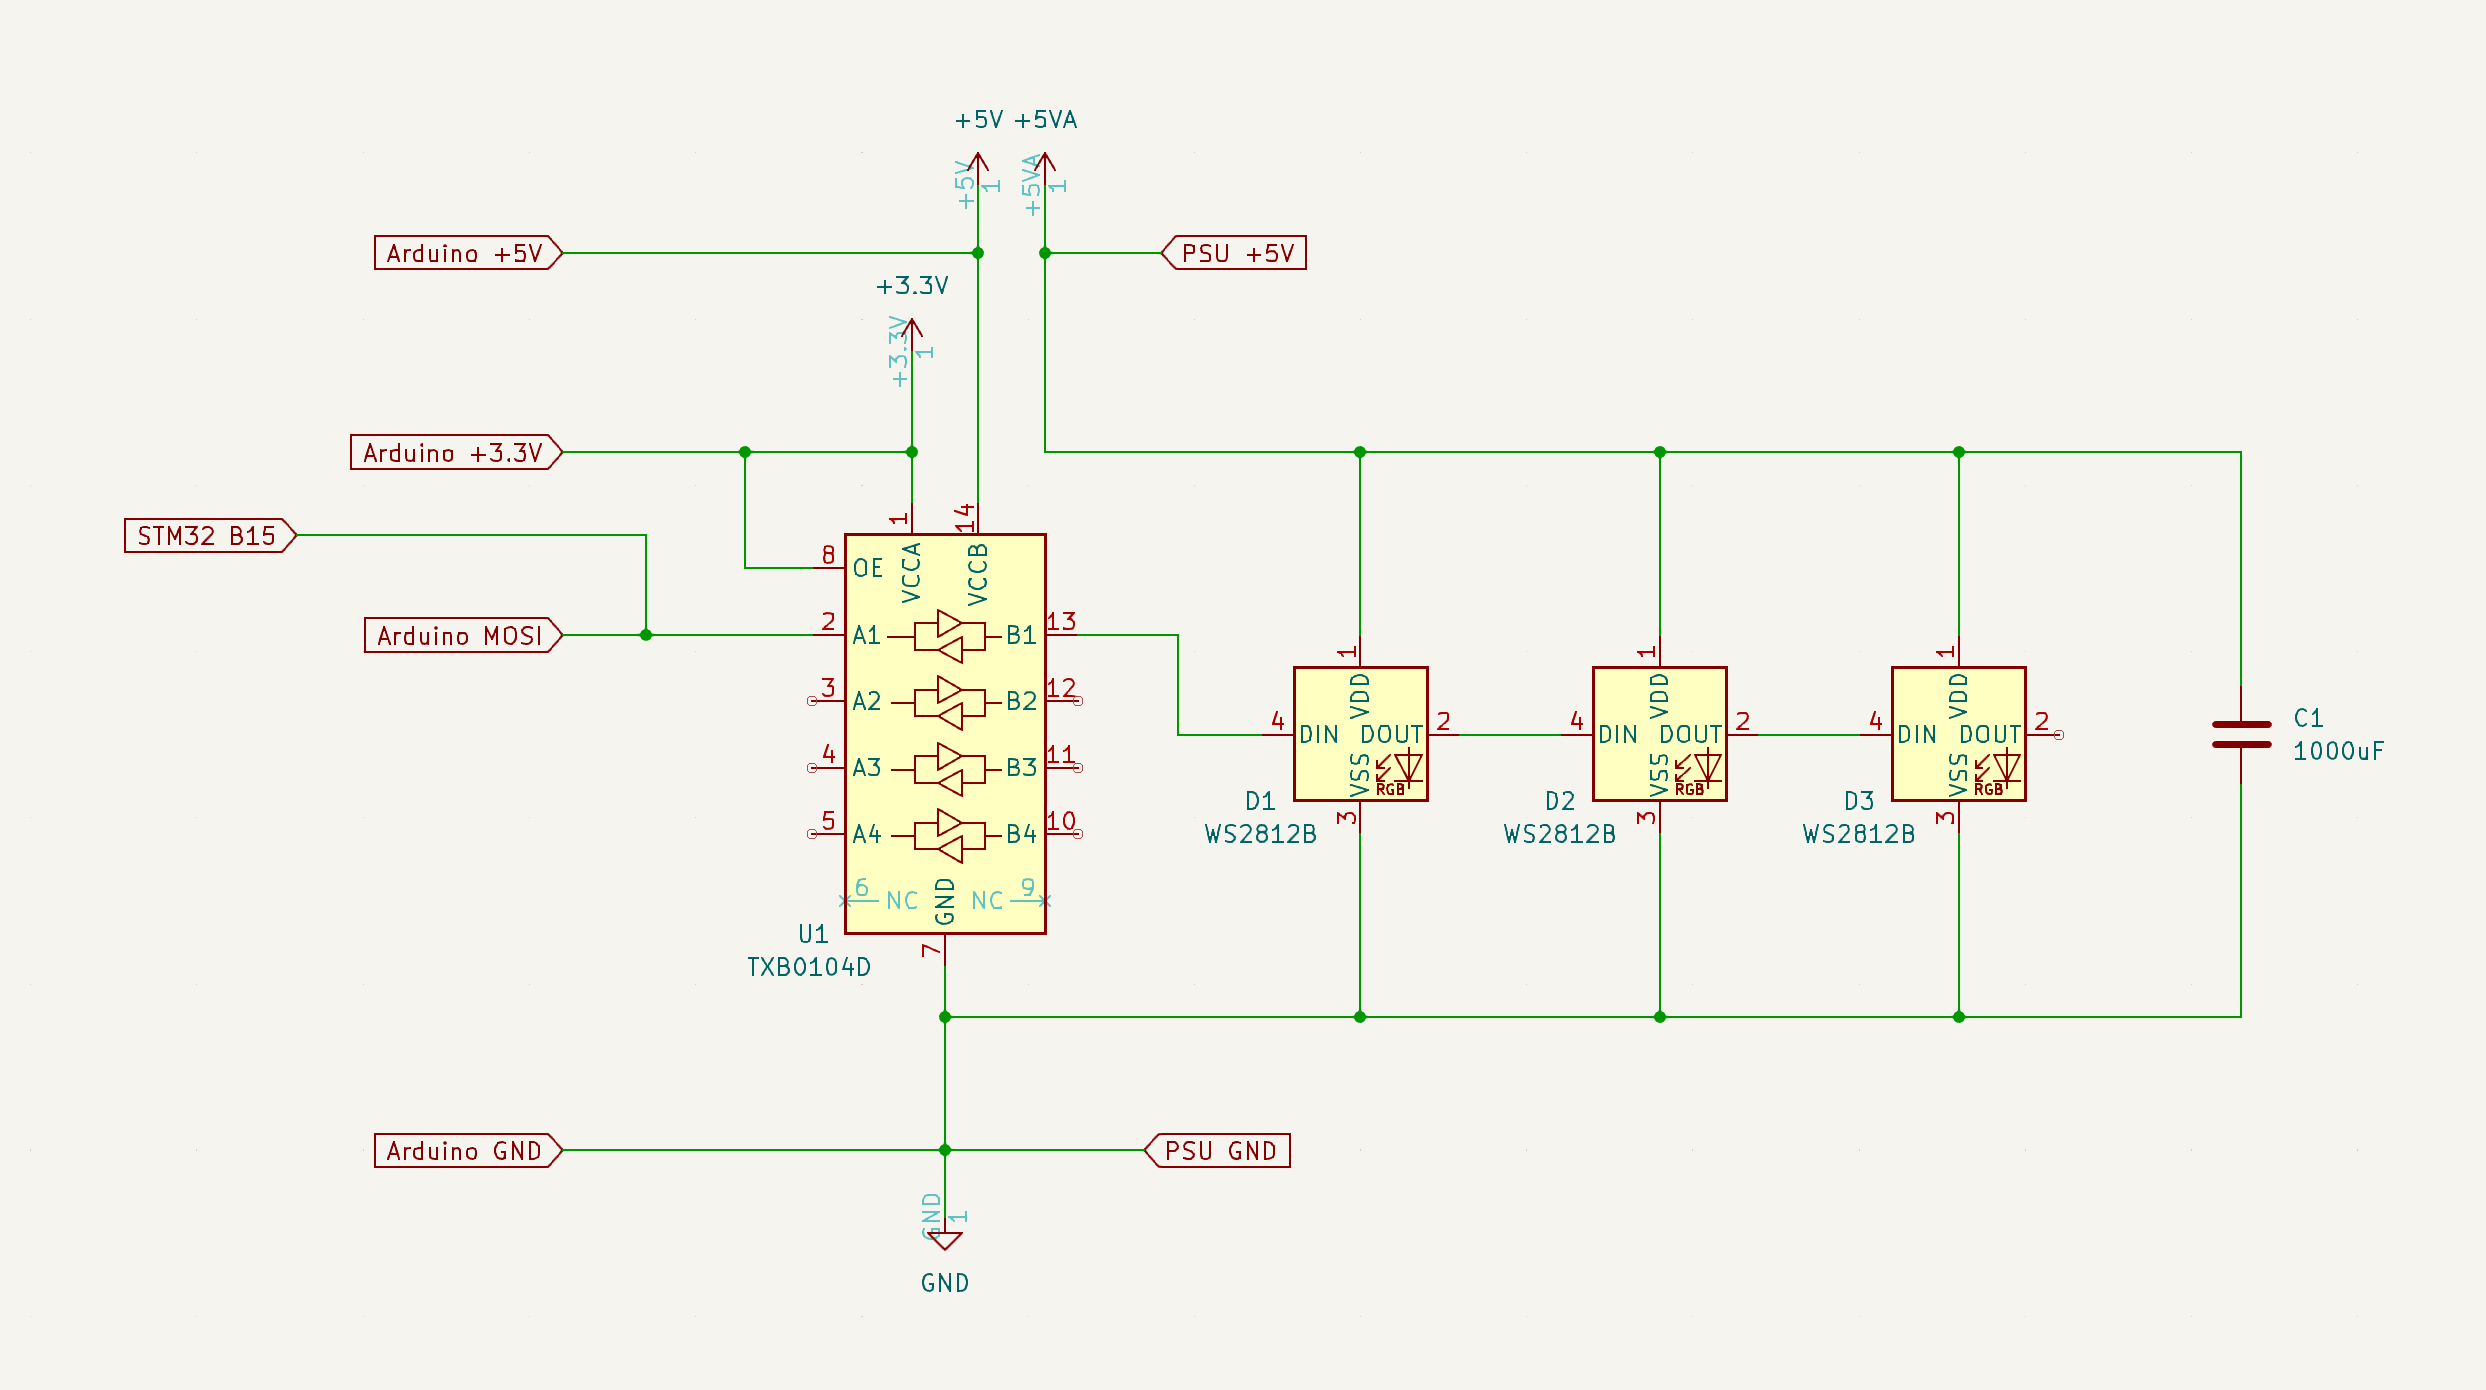 +5V +5VA
+5V 1 +5VA 1
Arduino +5V
PSU +5V
+3.3V
+3.3V 1
Arduino +3.3V
STM32 B15
1 14
8 OE VCCA VCCB
Arduino MOSI
2 A1 B1 13
3 A2 B2 12
4 A3 B3 11
5 A4 B4 10
6 NC GND NC 9
U1
TXB0104D
7
1 VDD
4 DIN DOUT 2
VSS RGB
3
D1
WS2812B
1 VDD
4 DIN DOUT 2
VSS RGB
3
D2
WS2812B
1 VDD
4 DIN DOUT 2
VSS RGB
3
D3
WS2812B
C1
1000uF
Arduino GND
PSU GND
GND 1
GND